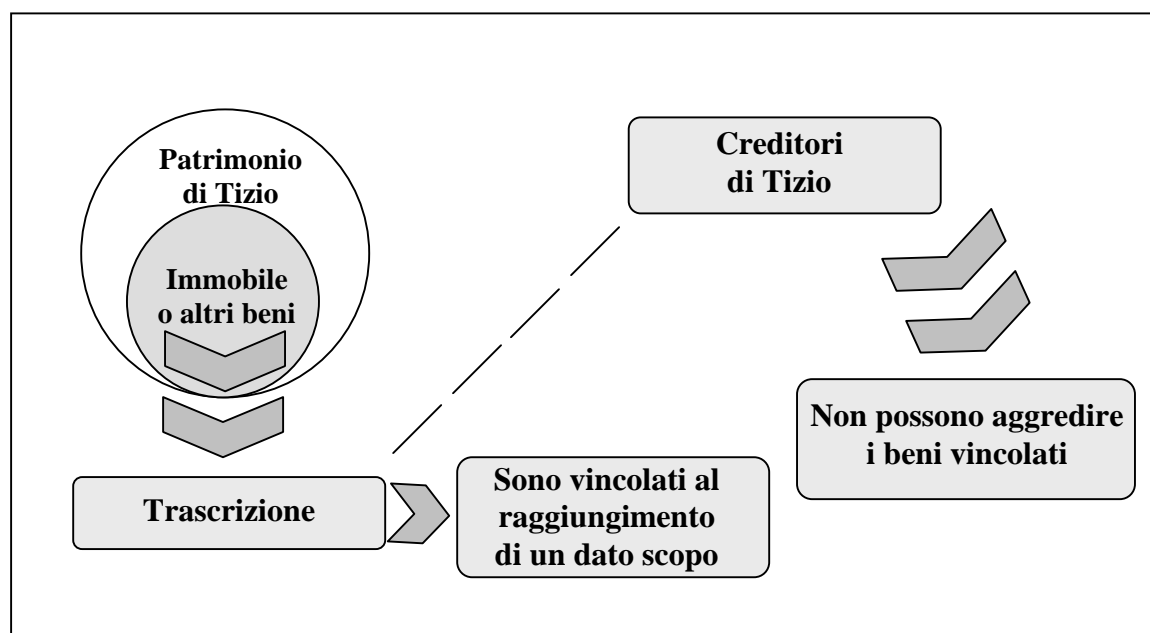 Patrimonio
di Tizio
Immobile
o altri beni
Trascrizione
Sono vincolati al
raggiungimento
di un dato scopo
Creditori
di Tizio
Non possono aggredire
i beni vincolati